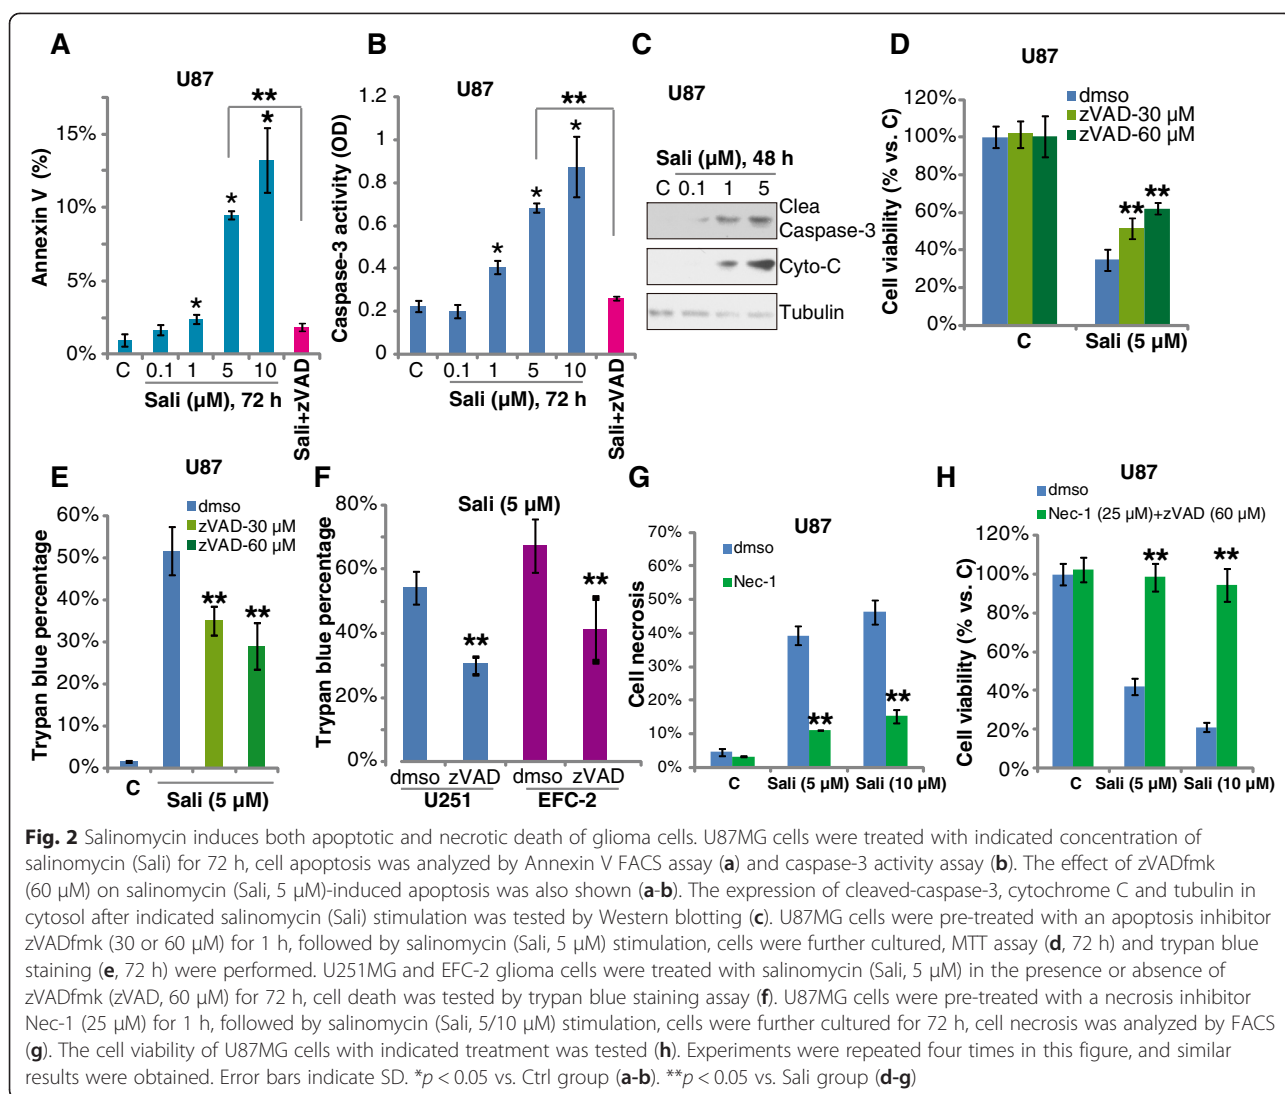 A
U87
**
Annexin V (%)
15%
10%
5%
0%
*
*
*
C 0.1 1 5 10
Sali (µM), 72 h
Sali+zVAD
B
U87
**
Caspase-3 activity (OD)
1.2
1
0.8
0.6
0.4
0.2
0
*
*
*
C 0.1 1 5 10
Sali (µM), 72 h
Sali+zVAD
C
U87
Sali (µM), 48 h
C 0.1 1 5
Clea
Caspase-3
Cyto-C
Tubulin
D
U87
dmso
zVAD-30 µM
zVAD-60 µM
Cell viability (% vs. C)
120%
100%
80%
60%
40%
20%
0%
**
**
C Sali (5 µM)
E
U87
dmso
zVAD-30 µM
zVAD-60 µM
Trypan blue percentage
60%
50%
40%
30%
20%
10%
0%
**
**
C Sali (5 µM)
F
Sali (5 µM)
Trypan blue percentage
80%
60%
40%
20%
0%
**
**
dmso zVAD dmso zVAD
U251 EFC-2
G
U87
dmso
Nec-1
Cell necrosis
70%
60%
50%
40%
30%
20%
10%
0%
**
**
C Sali (5 µM) Sali (10 µM)
H
U87
dmso
Nec-1 (25 µM)+zVAD (60 µM)
Cell viability (% vs. C)
120%
100%
80%
60%
40%
20%
0%
**
**
C Sali (5 µM) Sali (10 µM)
Fig. 2 Salinomycin induces both apoptotic and necrotic death of glioma cells. U87MG cells were treated with indicated concentration of
salinomycin (Sali) for 72 h, cell apoptosis was analyzed by Annexin V FACS assay (a) and caspase-3 activity assay (b). The effect of zVADfmk
(60 µM) on salinomycin (Sali, 5 µM)-induced apoptosis was also shown (a-b). The expression of cleaved-caspase-3, cytochrome C and tubulin in
cytosol after indicated salinomycin (Sali) stimulation was tested by Western blotting (c). U87MG cells were pre-treated with an apoptosis inhibitor
zVADfmk (30 or 60 µM) for 1 h, followed by salinomycin (Sali, 5 µM) stimulation, cells were further cultured, MTT assay (d, 72 h) and trypan blue
staining (e, 72 h) were performed. U251MG and EFC-2 glioma cells were treated with salinomycin (Sali, 5 µM) in the presence or absence of
zVADfmk (zVAD, 60 µM) for 72 h, cell death was tested by trypan blue staining assay (f). U87MG cells were pre-treated with a necrosis inhibitor
Nec-1 (25 µM) for 1 h, followed by salinomycin (Sali, 5/10 µM) stimulation, cells were further cultured for 72 h, cell necrosis was analyzed by FACS
(g). The cell viability of U87MG cells with indicated treatment was tested (h). Experiments were repeated four times in this figure, and similar
results were obtained. Error bars indicate SD. *p < 0.05 vs. Ctrl group (a-b). **p < 0.05 vs. Sali group (d-g)